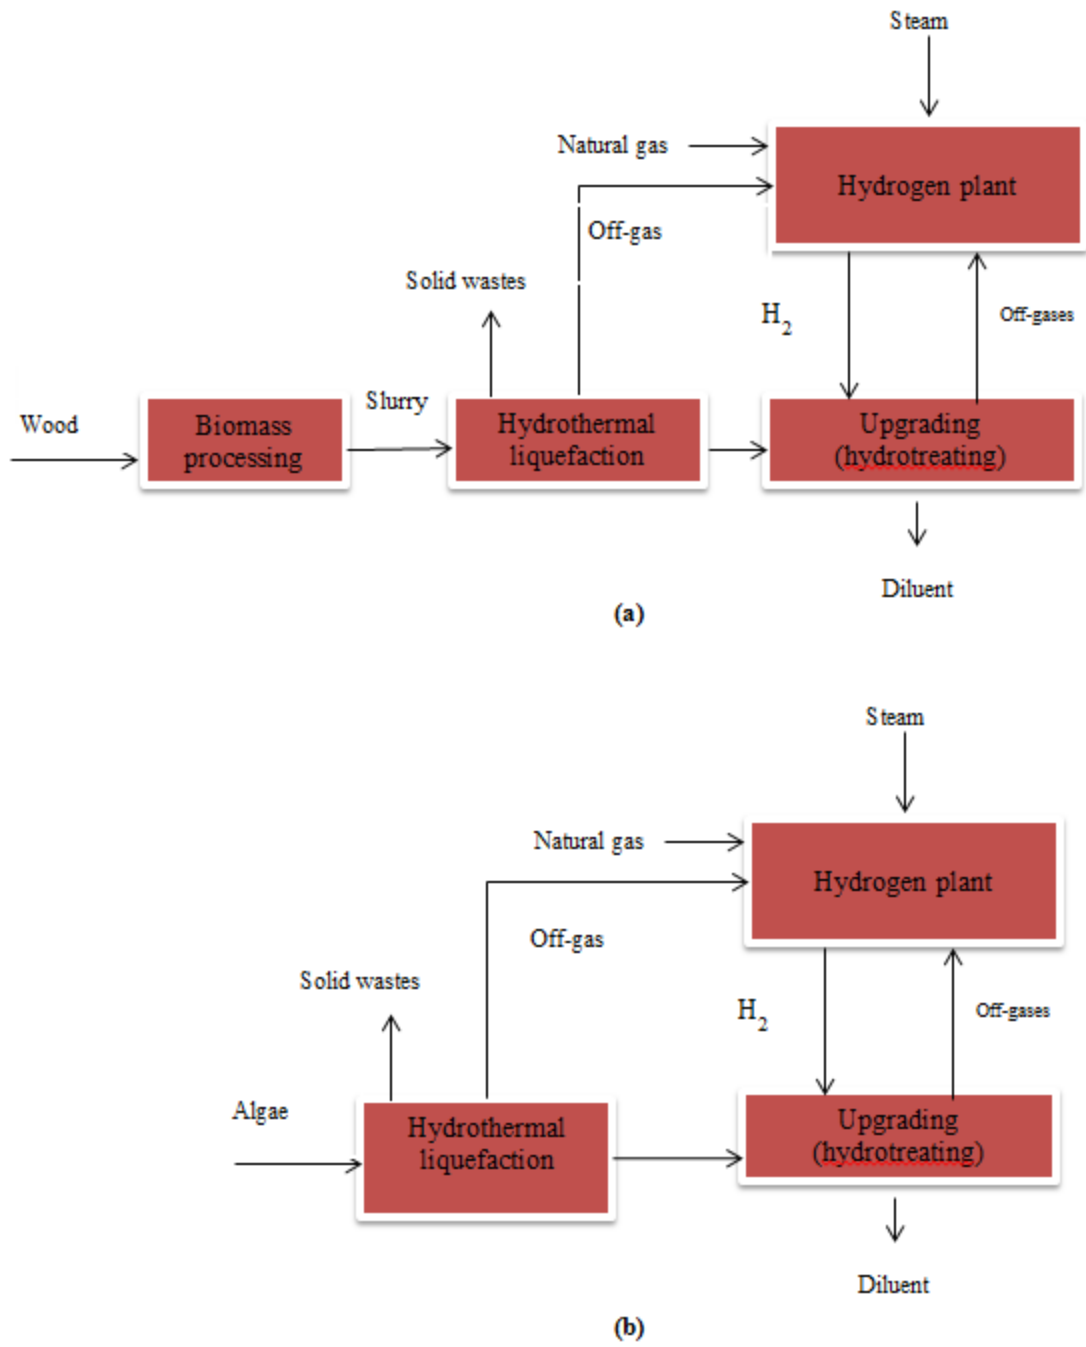 Steam
Natural gas
Hydrogen plant
Off-gas
Solid wastes
H2
Off-gases
Wood
Biomass
processing
Slurry
Hydrothermal
liquefaction
Upgrading
(hydrotreating)
Diluent
(a)
Steam
Natural gas
Hydrogen plant
Off-gas
Solid wastes
H2
Off-gases
Algae
Hydrothermal
liquefaction
Upgrading
(hydrotreating)
Diluent
(b)